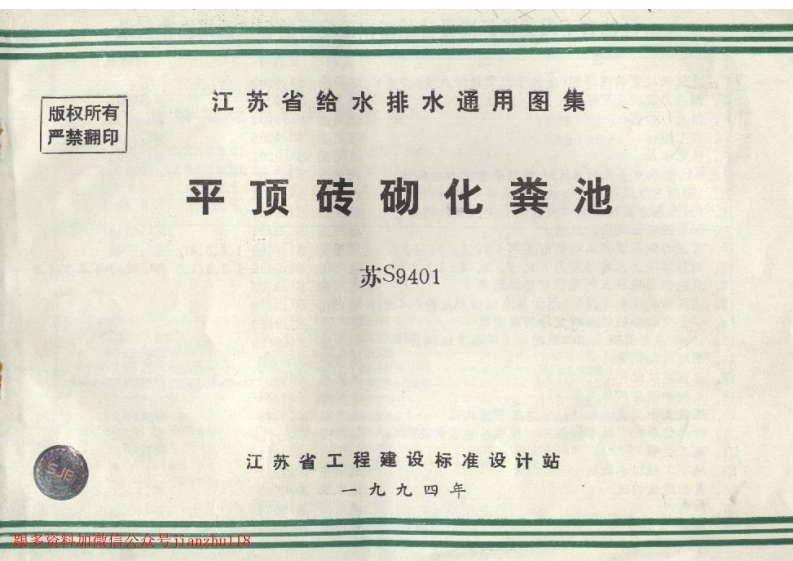 江苏省给水排水通用图集
版权所有
严禁翻印
平顶砖砌化粪池
苏S9401
SJB
江苏省工程建设标准设计站
一九九四年
跟多资料加微信公众号jianzhu118